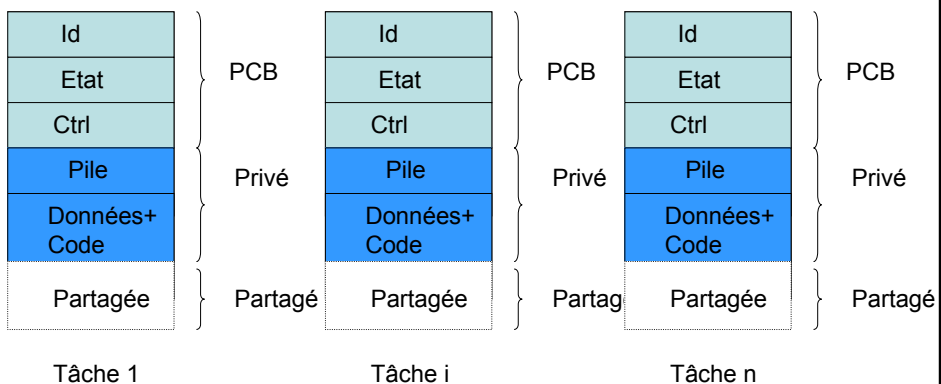 Id
Etat
Ctrl
Pile
Données+
Code
Partagée
PCB
Privé
Partagé
Tâche 1
Id
Etat
Ctrl
Pile
Données+
Code
Partagée
PCB
Privé
Partag
Tâche i
Id
Etat
Ctrl
Pile
Données+
Code
Partagée
PCB
Privé
Partagé
Tâche n